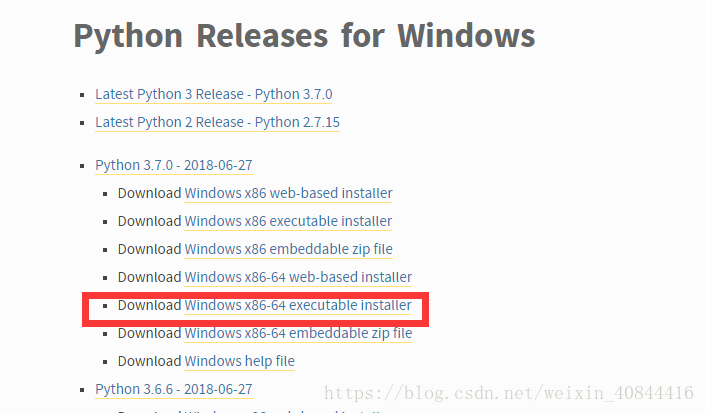 Python Releases for Windows
Latest Python 3 Release - Python 3.7.0
Latest Python 2 Release - Python 2.7.15
Python 3.7.0 - 2018-06-27
Download Windows x86 web-based installer
Download Windows x86 executable installer
Download Windows x86 embeddable zip file
Download Windows x86-64 web-based installer
Download Windows x86-64 executable installer
Download Windows x86-64 embeddable zip file
Download Windows help file
Python 3.6.6 - 2018-06-27
https://blog.csdn.net/weixin_40844416